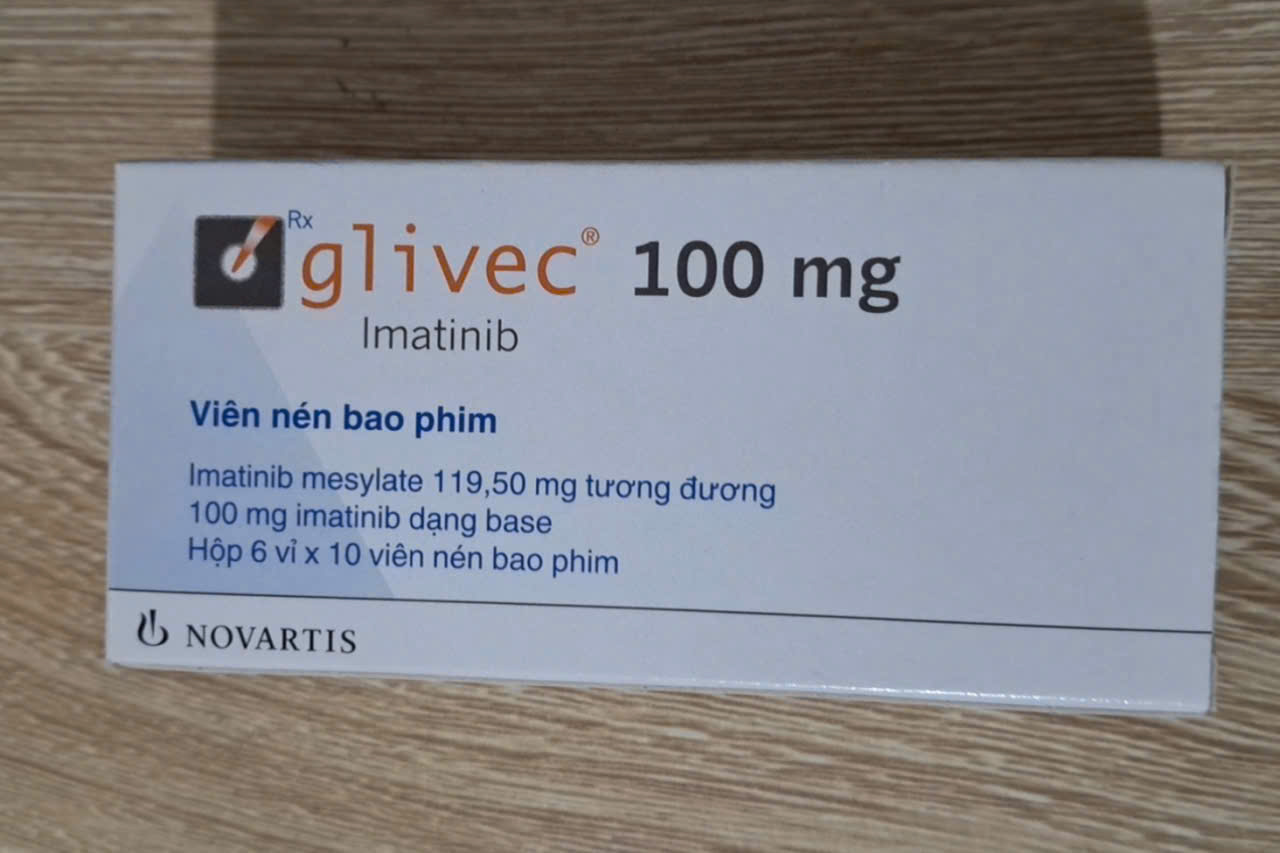 Rx glivec® 100 mg
Imatinib
Viên nén bao phim
Imatinib mesylate 119,50 mg tương đương
100 mg imatinib dạng base
Hộp 6 vỉ x 10 viên nén bao phim
NOVARTIS